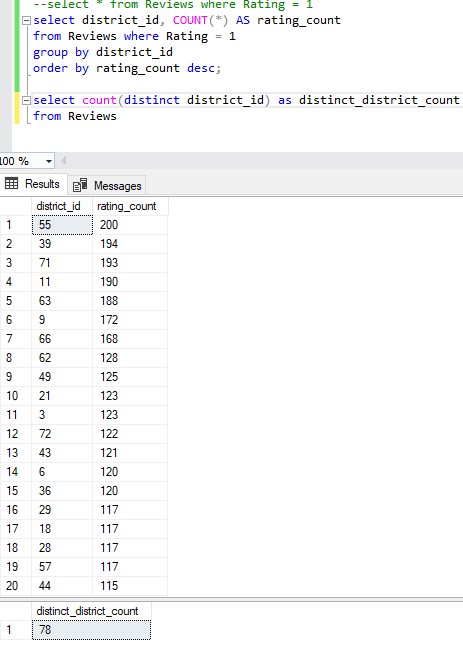 --select * from Reviews where Rating = 1
select district_id, COUNT(*) AS rating_count
from Reviews where Rating = 1
group by district_id
order by rating_count desc;
select count(distinct district_id) as distinct_district_count
from Reviews
100 %
Results Messages
district_id rating_count
1 55 200
2 39 194
3 71 193
4 11 190
5 63 188
6 9 172
7 66 168
8 62 128
9 49 125
10 21 123
11 3 123
12 72 122
13 43 121
14 6 120
15 36 120
16 29 117
17 18 117
18 28 117
19 57 117
20 44 115
distinct_district_count
1 78